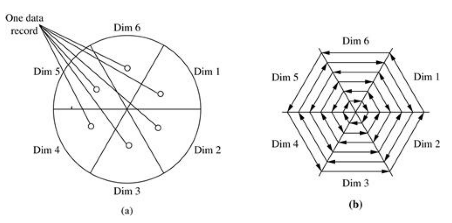 One data
record
Dim 6
Dim 5
Dim 1
Dim 4
Dim 2
Dim 3
(a)
Dim 6
Dim 5
Dim 1
Dim 4
Dim 2
Dim 3
(b)